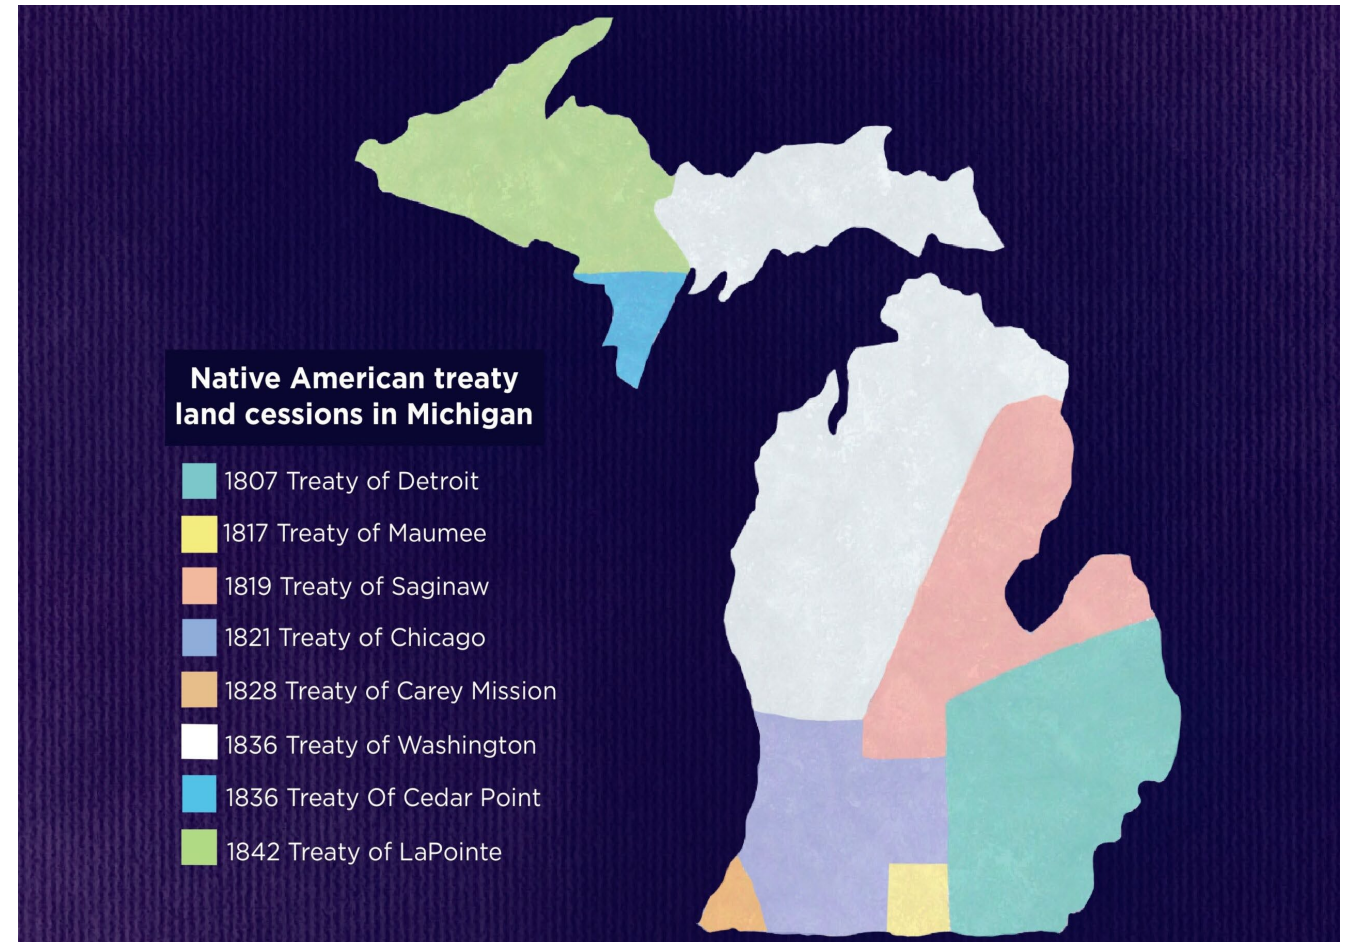 Native American treaty
land cessions in Michigan
1807 Treaty of Detroit
1817 Treaty of Maumee
1819 Treaty of Saginaw
1821 Treaty of Chicago
1828 Treaty of Carey Mission
1836 Treaty of Washington
1836 Treaty Of Cedar Point
1842 Treaty of LaPointe